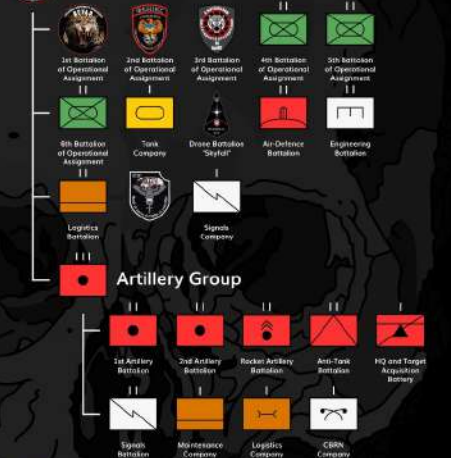 1st Battalion
of Operational
Assignment
2nd Battalion
of Operational
Assignment
3rd Battalion
of Operational
Assignment
4th Battalion
of Operational
Assignment
5th Battalion
of Operational
Assignment
6th Battalion
of Operational
Assignment
Tank
Company
Drone Battalion
"Skyfall"
Air-Defence
Battalion
Engineering
Battalion
Logistics
Battalion
Signals
Company
Artillery Group
1st Artillery
Battalion
2nd Artillery
Battalion
Rocket Artillery
Battalion
Anti-Tank
Battalion
HQ and Target
Acquisition
Battery
Signals
Battalion
Maintenance
Company
Logistics
Company
CBRN
Company